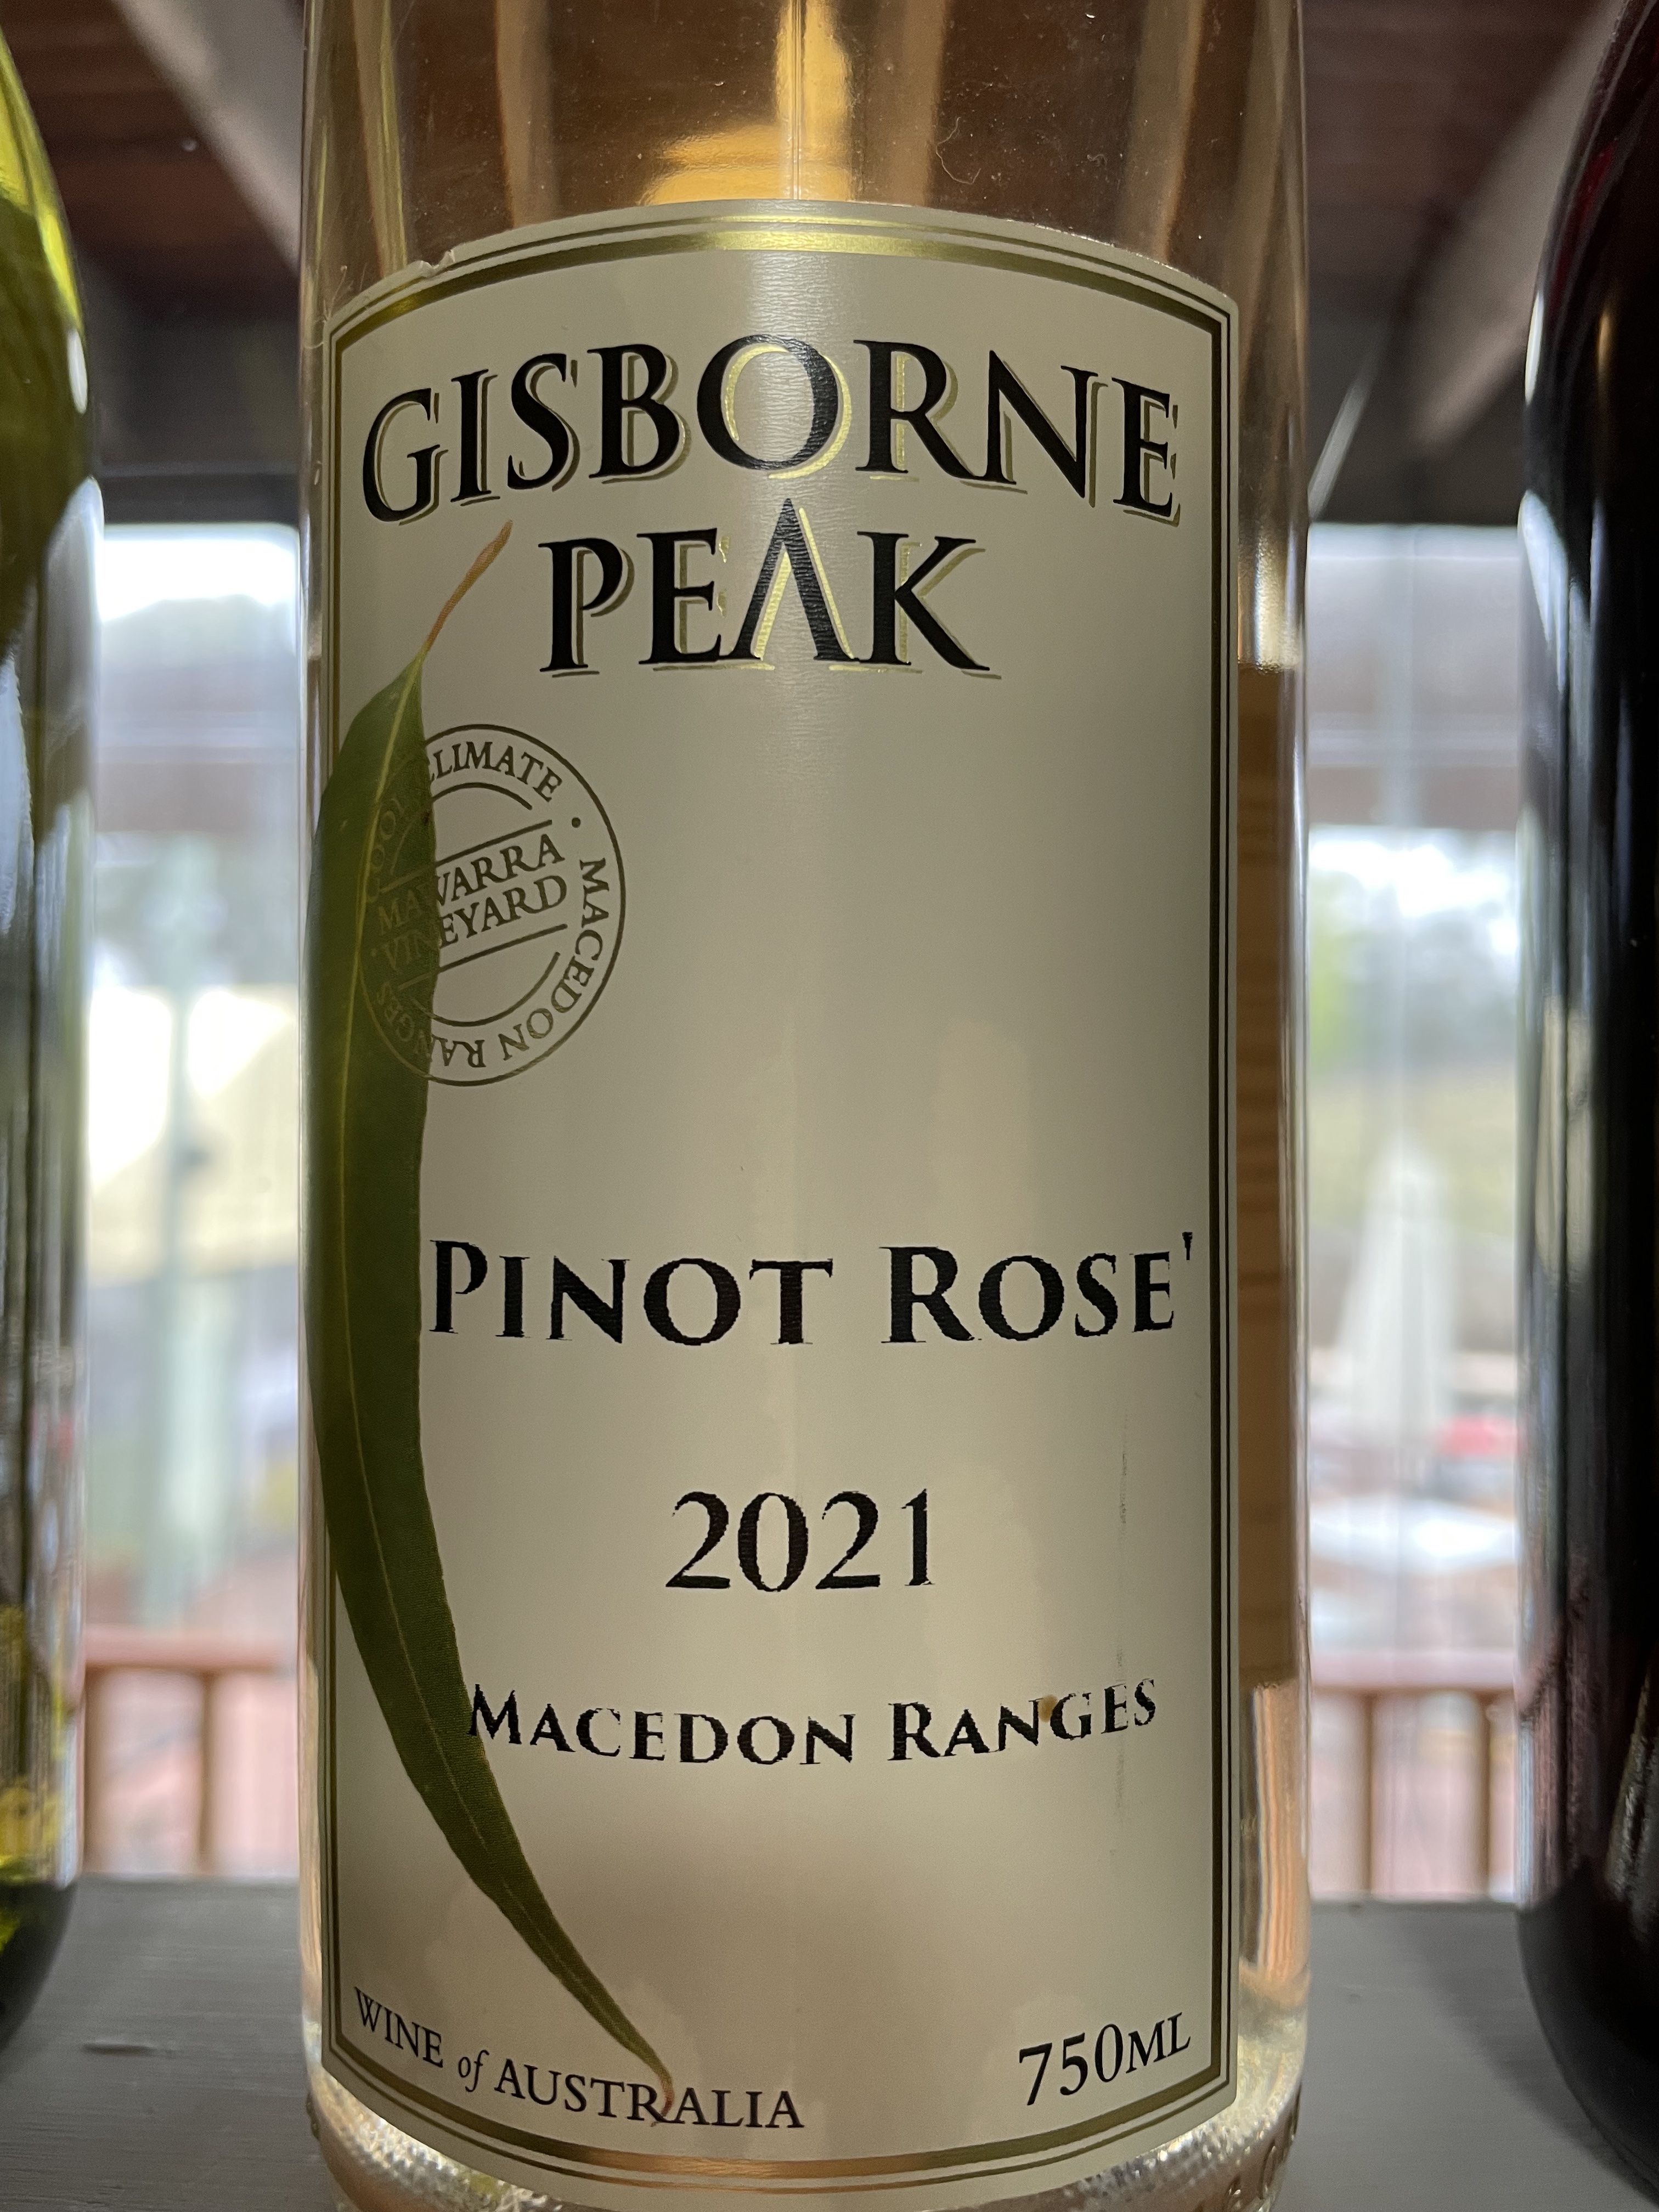 GISBORNE
PEAK
COOL CLIMATE • MACEDON RANGES •
MAWARRA
VINEYARD
PINOT ROSE'
2021
MACEDON RANGES
WINE of AUSTRALIA
750ML